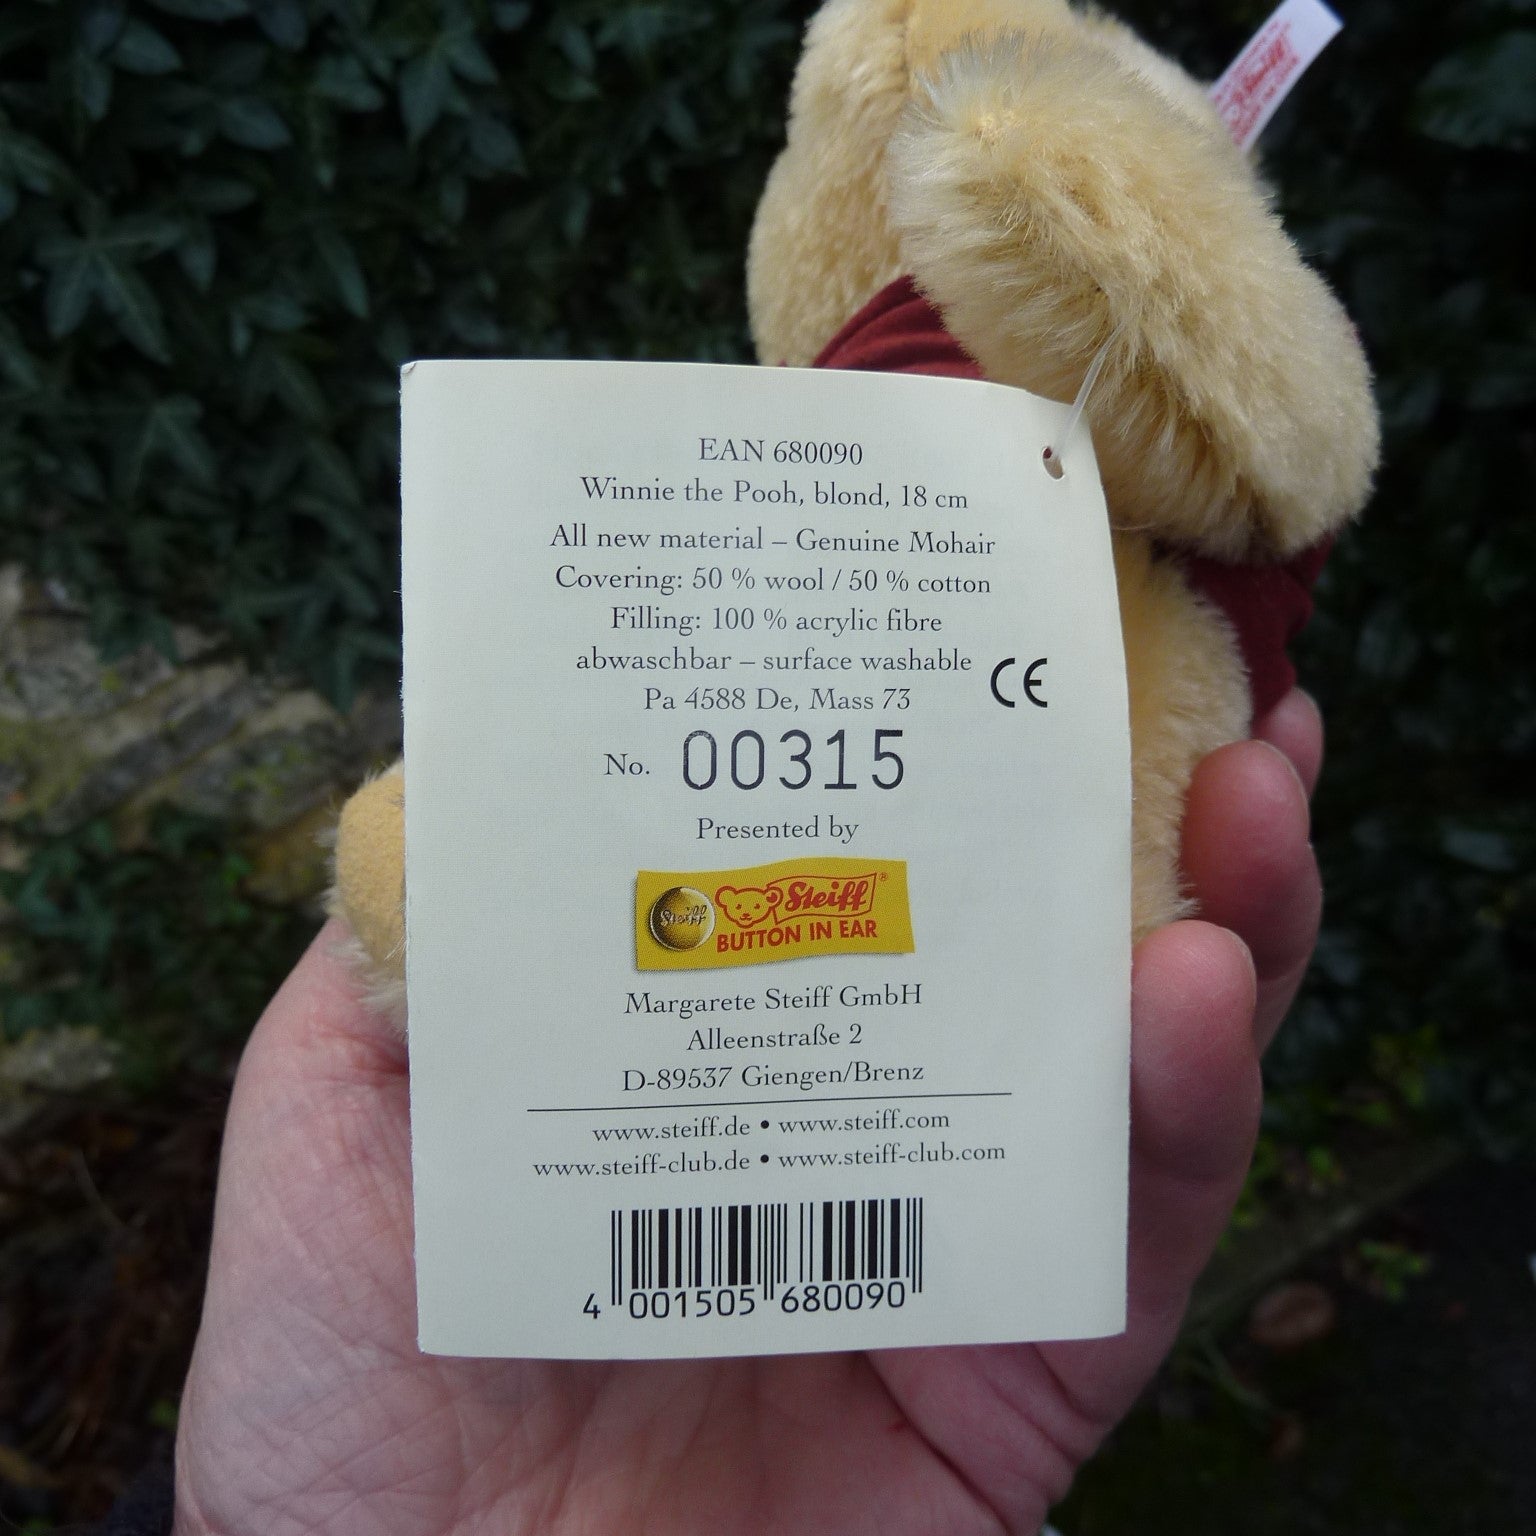 Steiff
EAN 680090
Winnie the Pooh, blond, 18 cm
All new material – Genuine Mohair
Covering: 50 % wool / 50 % cotton
Filling: 100 % acrylic fibre
abwaschbar – surface washable
CE
Pa 4588 De, Mass 73
No. 00315
Presented by
Steiff Steiff®
BUTTON IN EAR
Margarete Steiff GmbH
Alleenstraße 2
D-89537 Giengen/Brenz
www.steiff.de • www.steiff.com
www.steiff-club.de • www.steiff-club.com
4 001505 680090